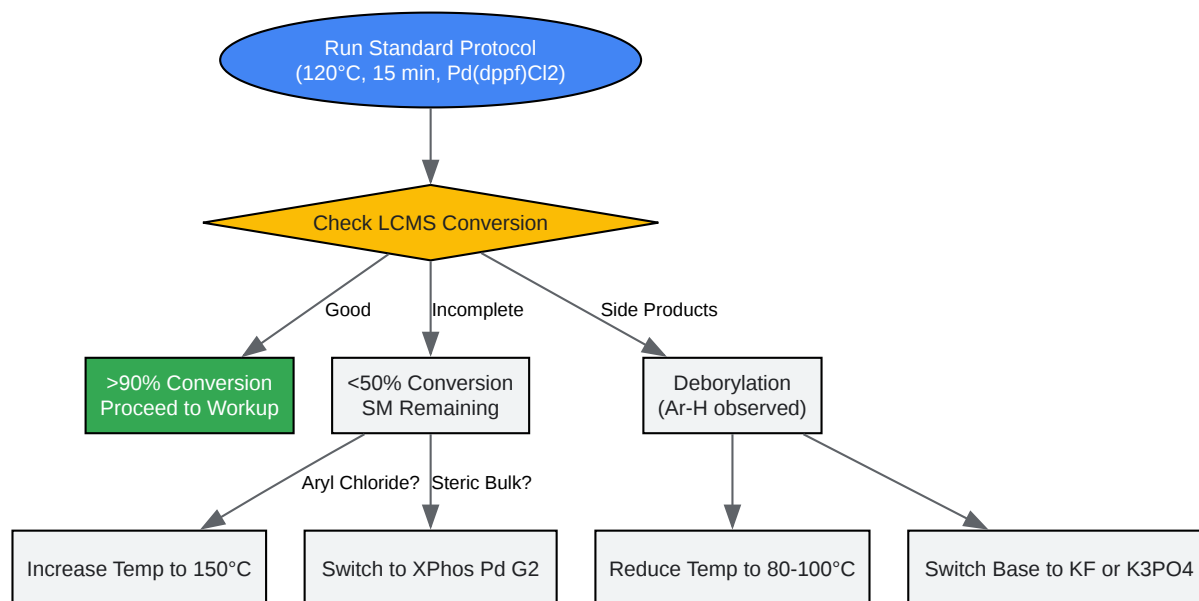 Run Standard Protocol
(120°C, 15 min, Pd(dppf)Cl2)
Check LCMS Conversion
Good
Incomplete
Side Products
>90% Conversion
Proceed to Workup
<50% Conversion
SM Remaining
Deborylation
(Ar-H observed)
Aryl Chloride?
Steric Bulk?
Increase Temp to 150°C
Switch to XPhos Pd G2
Reduce Temp to 80-100°C
Switch Base to KF or K3PO4